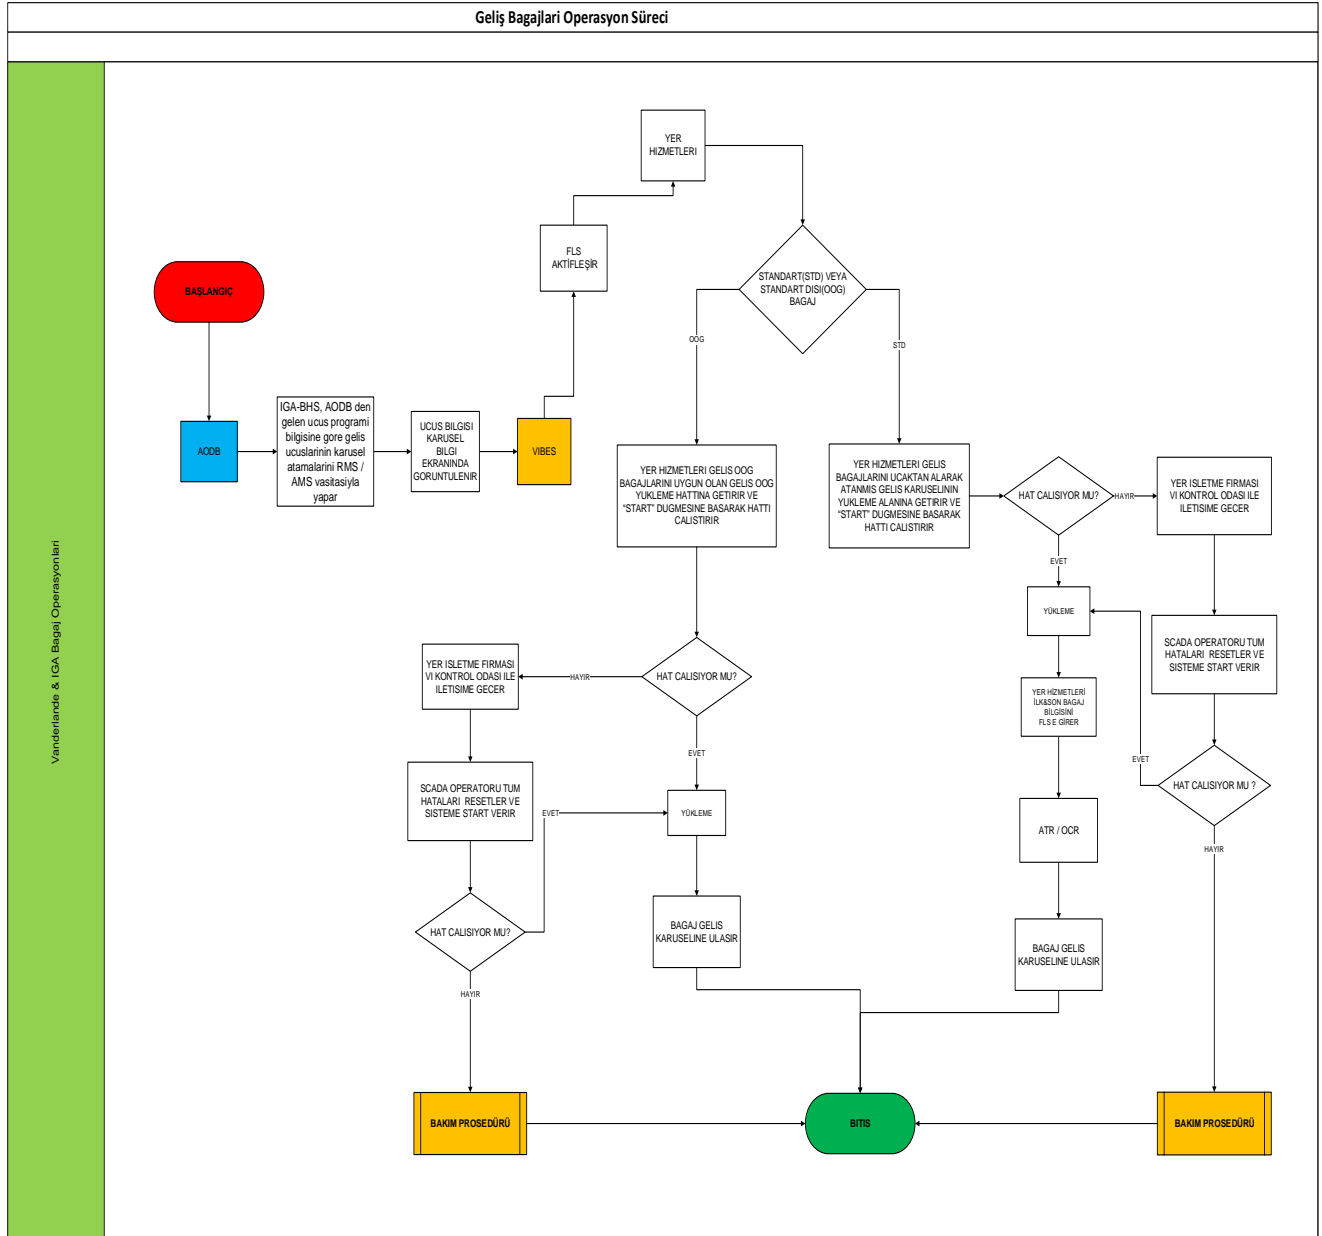 Geliş Bagajlari Operasyon Süreci
Vanderlande & IGA Bagaj Operasyonlari
BAŞLANGIÇ
AODB
IGA-BHS, AODB den
gelen ucus programi
bilgisine gore gelis
ucuslarinin karusel
atamalarini RMS /
AMS vasitasiyla
yapar
UCUS BILGISI
KARUSEL
BILGI
EKRANINDA
GORUNTULENIR
VIBES
FLS
AKTİFLEŞİR
YER
HIZMETLERI
STANDART(STD) VEYA
STANDART DISI(OOG)
BAGAJ
OOG
STD
YER HIZMETLERI GELIS OOG
BAGAJLARINI UYGUN OLAN GELIS OOG
YUKLEME HATTINA GETIRIR VE
“START” DUGMESINE BASARAK HATTI
CALISTIRIR
YER HIZMETLERI GELIS
BAGAJLARINI UCAKTAN ALARAK
ATANMIS GELIS KARUSELININ
YUKLEME ALANINA GETIRIR VE
“START” DUGMESINE BASARAK
HATTI CALISTIRIR
HAT CALISIYOR MU?
HAYIR
YER ISLETME FIRMASI
VI KONTROL ODASI ILE
ILETISIME GECER
EVET
YÜKLEME
SCADA OPERATORU TUM
HATALARI RESETLER VE
SISTEME START VERIR
YER HİZMETLERİ
İLK&SON BAGAJ
BİLGİSİNİ
FLS E GİRER
EVET
HAT CALISIYOR MU ?
HAYIR
ATR / OCR
BAGAJ GELIS
KARUSELINE ULASIR
YER ISLETME FIRMASI
VI KONTROL ODASI ILE
ILETISIME GECER
HAYIR
HAT CALISIYOR MU?
EVET
SCADA OPERATORU TUM
HATALARI RESETLER VE
SISTEME START VERIR
EVET
YÜKLEME
HAT CALISIYOR MU?
BAGAJ GELIS
KARUSELINE ULASIR
HAYIR
BAKIM PROSEDÜRÜ
BITIS
BAKIM PROSEDÜRÜ